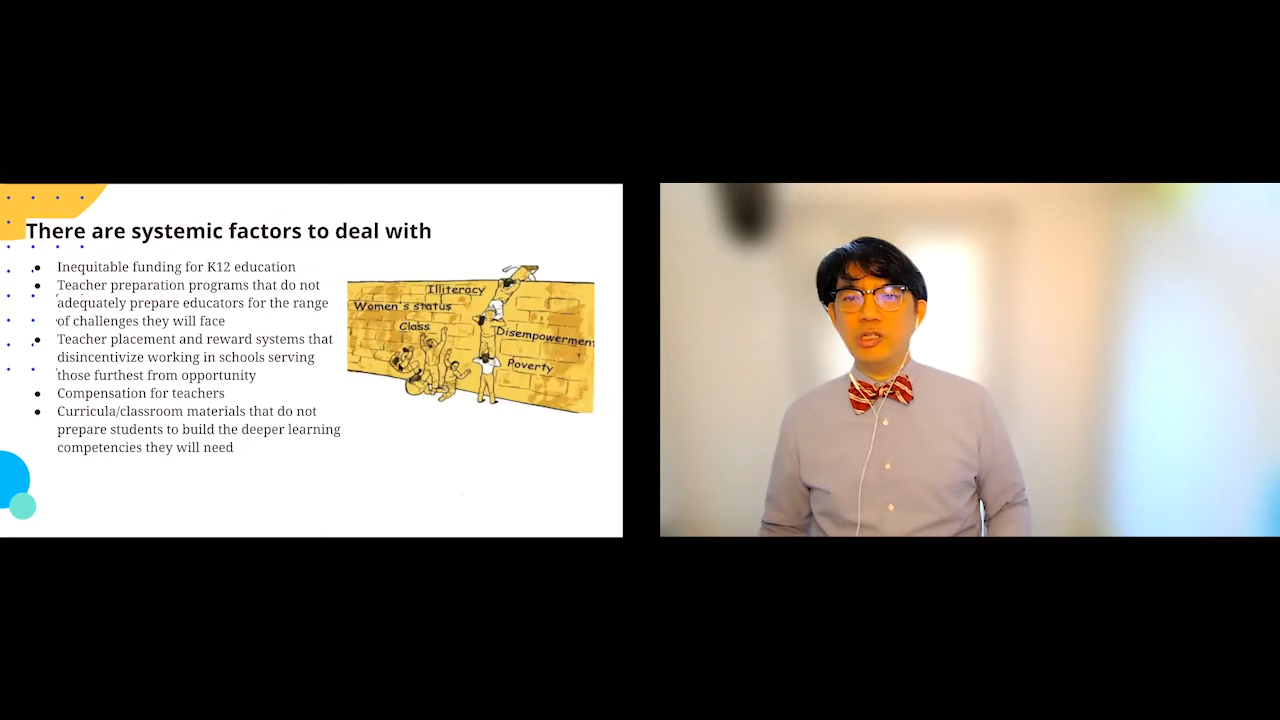 There are systemic factors to deal with
● Inequitable funding for K12 education
● Teacher preparation programs that do not
adequately prepare educators for the range
of challenges they will face
● Teacher placement and reward systems that
disincentivize working in schools serving
those furthest from opportunity
● Compensation for teachers
● Curricula/classroom materials that do not
prepare students to build the deeper learning
competencies they will need
Illiteracy
Women's status
Class
Disempowerment
Poverty